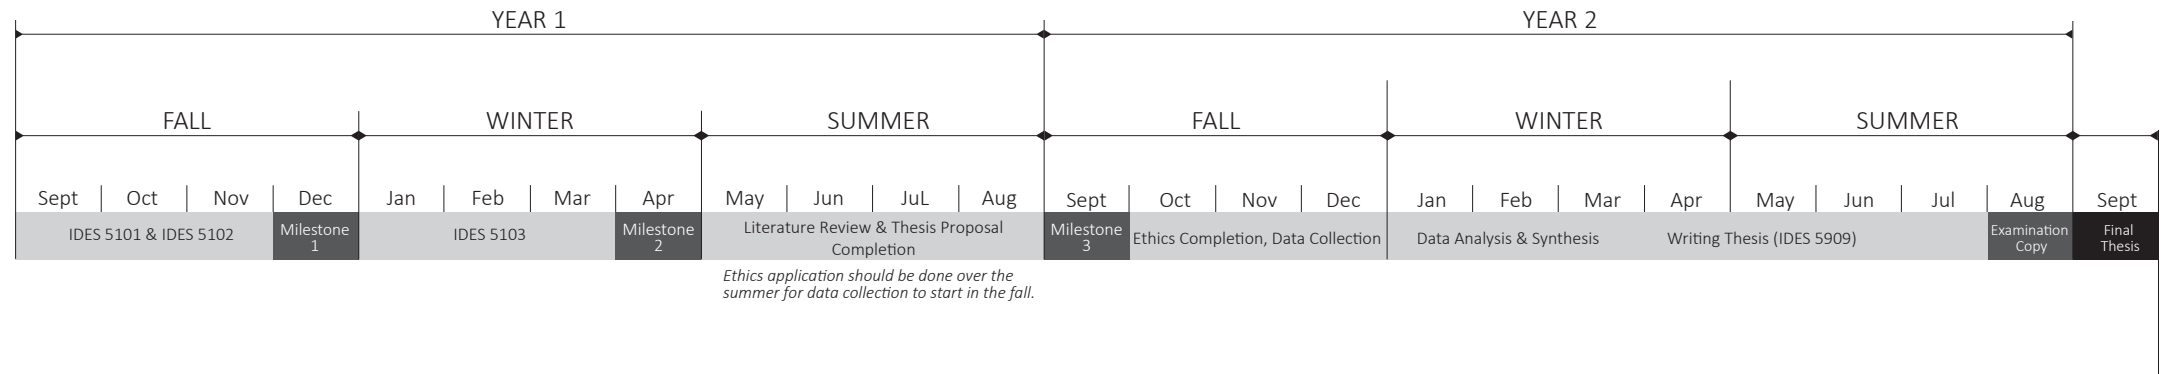 YEAR 1 YEAR 2
FALL WINTER SUMMER FALL WINTER SUMMER
Sept Oct Nov Dec Jan Feb Mar Apr May Jun JuL Aug Sept Oct Nov Dec Jan Feb Mar Apr May Jun Jul Aug Sept
IDES 5101 & IDES 5102
Milestone
1
IDES 5103
Milestone
2
Literature Review & Thesis Proposal
Completion
Milestone
3
Ethics Completion, Data Collection
Data Analysis & Synthesis
Writing Thesis (IDES 5909)
Examination
Copy
Final
Thesis
Ethics application should be done over the
summer for data collection to start in the fall.